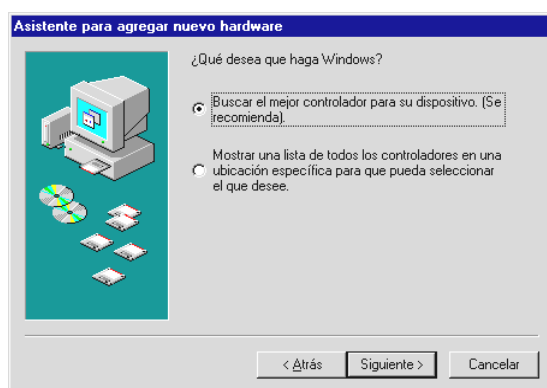 Asistente para agregar nuevo hardware
¿Qué desea que haga Windows?
Buscar el mejor controlador para su dispositivo. (Se
recomienda).
Mostrar una lista de todos los controladores en una
ubicación específica para que pueda seleccionar
el que desee.
< Atrás Siguiente > Cancelar